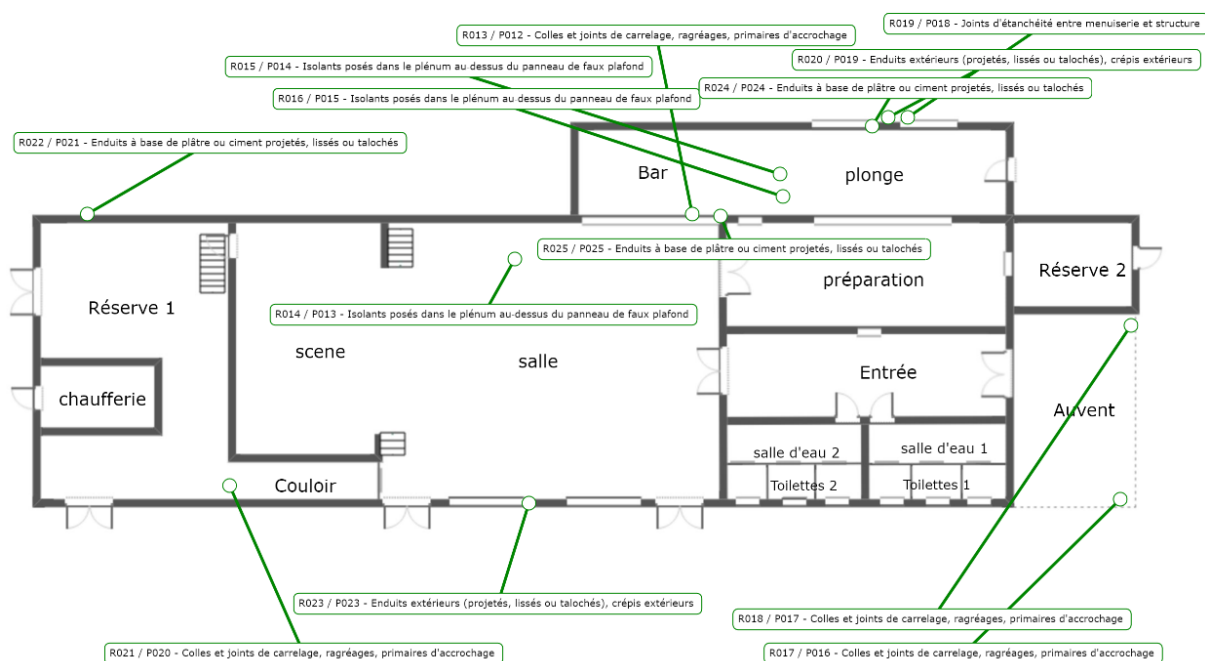 R019 / P018 - Joints d'étanchéité entre menuiserie et structure
R013 / P012 - Colles et joints de carrelage, ragréages, primaires d'accrochage
R020 / P019 - Enduits extérieurs (projetés, lissés ou talochés), crépis extérieurs
R015 / P014 - Isolants posés dans le plénum au dessus du panneau de faux plafond
R024 / P024 - Enduits à base de plâtre ou ciment projetés, lissés ou talochés
R016 / P015 - Isolants posés dans le plénum au-dessus du panneau de faux plafond
R022 / P021 - Enduits à base de plâtre ou ciment projetés, lissés ou talochés
Bar
plonge
R025 / P025 - Enduits à base de plâtre ou ciment projetés, lissés ou talochés
Réserve 2
préparation
Réserve 1
R014 / P013 - Isolants posés dans le plénum au-dessus du panneau de faux plafond
scene
salle
Entrée
chaufferie
Auvent
salle d'eau 2
salle d'eau 1
Couloir
Toilettes 2
Toilettes 1
R023 / P023 - Enduits extérieurs (projetés, lissés ou talochés), crépis extérieurs
R018 / P017 - Colles et joints de carrelage, ragréages, primaires d'accrochage
R021 / P020 - Colles et joints de carrelage, ragréages, primaires d'accrochage
R017 / P016 - Colles et joints de carrelage, ragréages, primaires d'accrochage